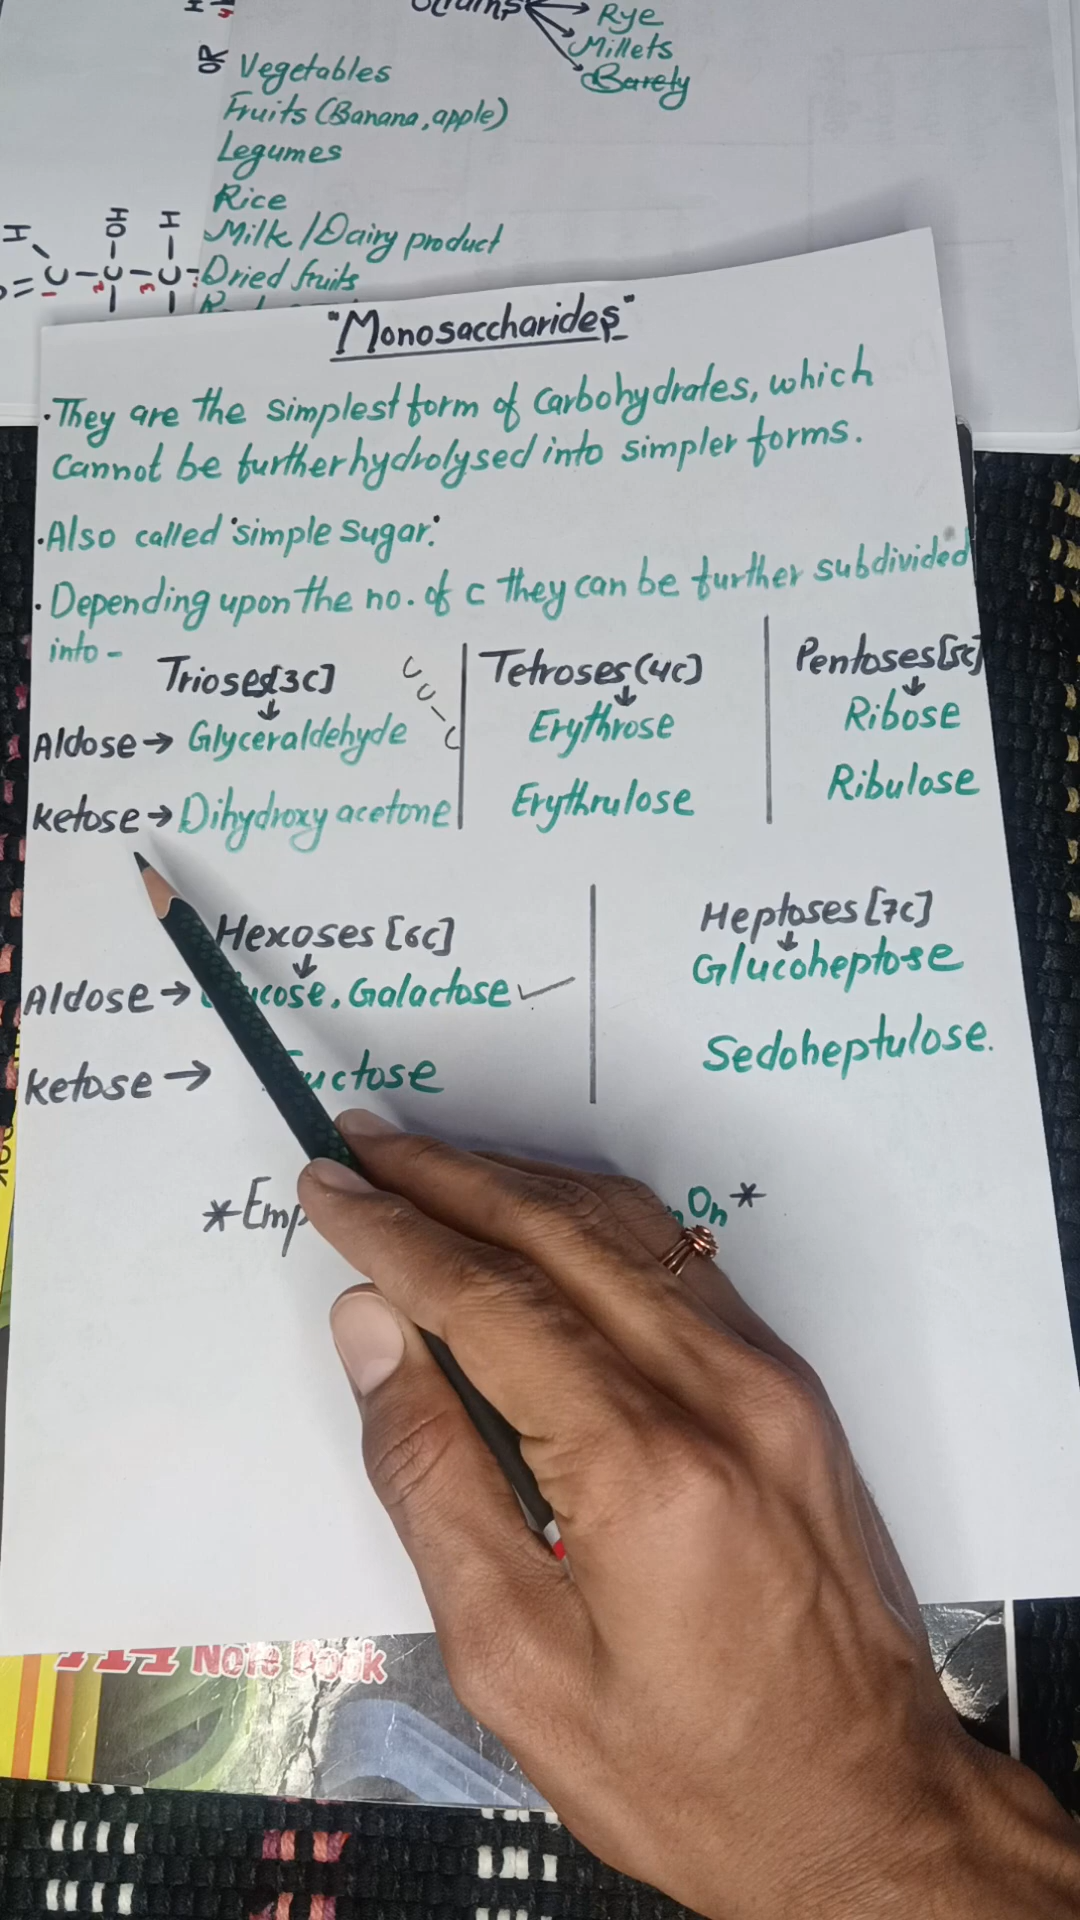 Rye
Millets
Barely
OR
Vegetables
Fruits (Banana, apple)
Legumes
Rice
Milk / Dairy product
Dried fruits
"Monosaccharides"
· They are the simplest form of Carbohydrates, which
cannot be further hydrolysed into simpler forms.
· Also called 'simple sugar.'
· Depending upon the no. of c they can be further subdivided
into -
Trioses[3c] Tetroses(4c) Pentoses[5c]
Aldose → Glyceraldehyde Erythrose Ribose
ketose → Dihydroxy acetone Erythrulose Ribulose
Hexoses [6c] Heptoses [7c]
Aldose → Galactose Glucoheptose
ketose → Sedoheptulose.
On*
Note Book